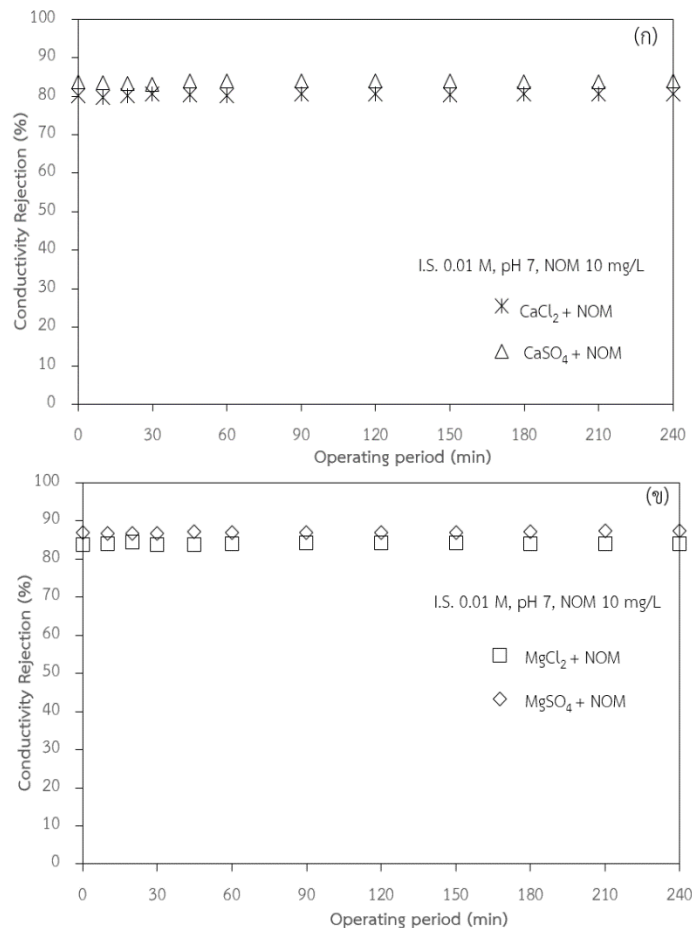 (ก)
Conductivity Rejection (%)
100
90
80
70
60
50
40
30
20
10
0
I.S. 0.01 M, pH 7, NOM 10 mg/L
CaCl₂ + NOM
CaSO₄ + NOM
0 30 60 90 120 150 180 210 240
Operating period (min)
(ข)
Conductivity Rejection (%)
100
90
80
70
60
50
40
30
20
10
0
I.S. 0.01 M, pH 7, NOM 10 mg/L
MgCl₂ + NOM
MgSO₄ + NOM
0 30 60 90 120 150 180 210 240
Operating period (min)